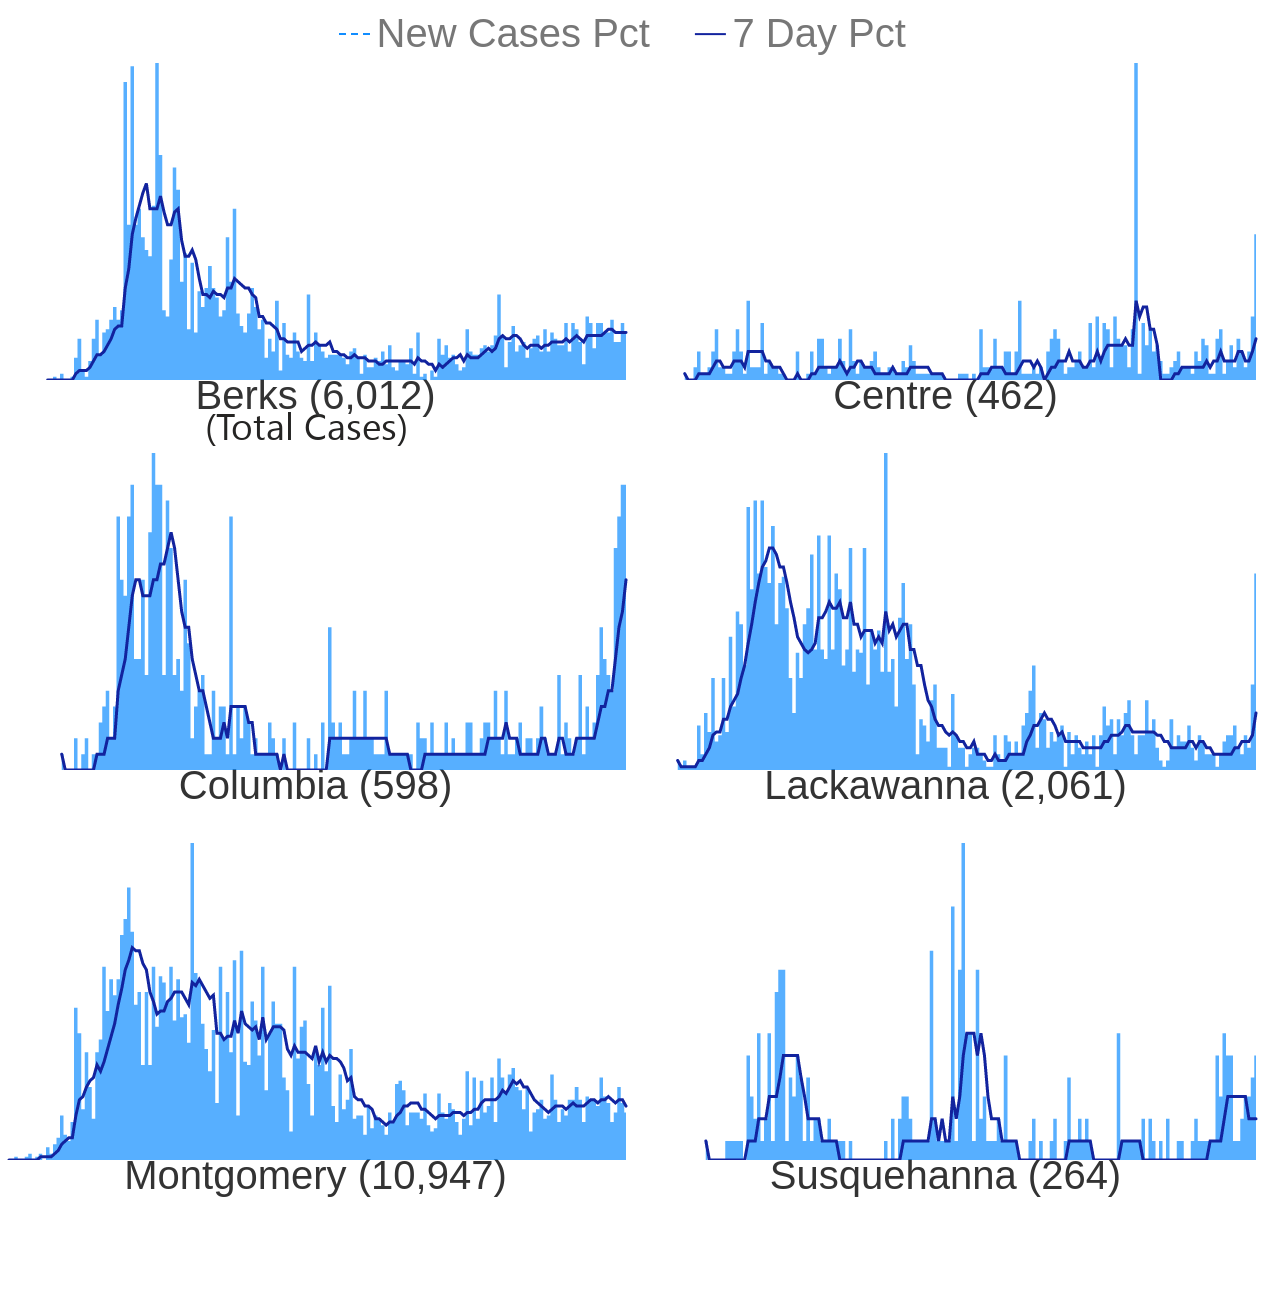 New Cases Pct 7 Day Pct
Berks (6,012) Centre (462)
(Total Cases)
Columbia (598) Lackawanna (2,061)
Montgomery (10,947) Susquehanna (264)